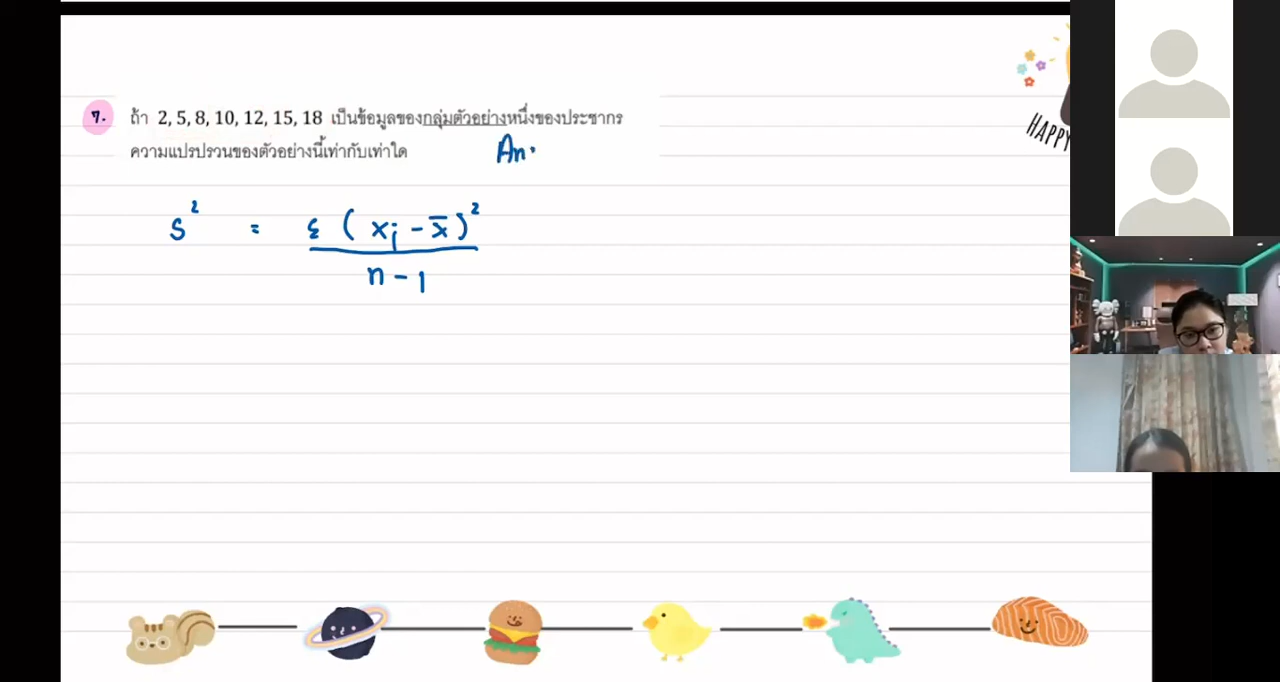 7. ถ้า 2, 5, 8, 10, 12, 15, 18 เป็นข้อมูลของกลุ่มตัวอย่างหนึ่งของประชากร
ความแปรปรวนของตัวอย่างนี้เท่ากับเท่าใด
Ans
s² = Σ ( xᵢ - x̄ )²
n - 1
HAPPY